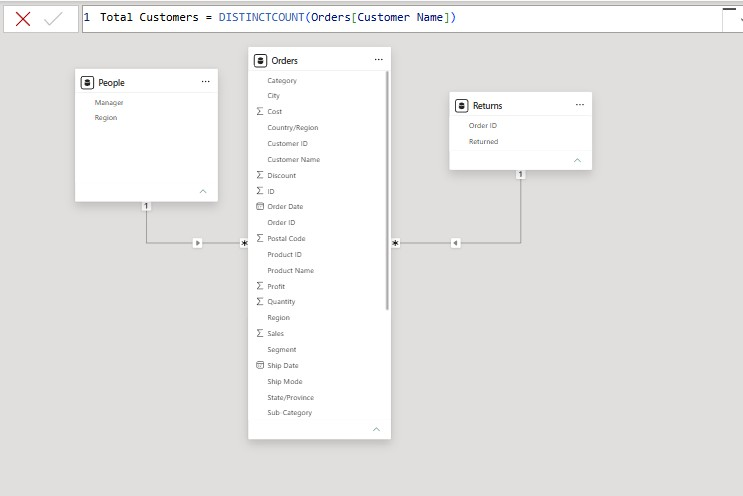 1 Total Customers = DISTINCTCOUNT(Orders[Customer Name])
People
Manager
Region
1
*
Orders
Category
City
Σ Cost
Country/Region
Customer ID
Customer Name
Σ Discount
Σ ID
Order Date
Order ID
Σ Postal Code
Product ID
Product Name
Σ Profit
Σ Quantity
Region
Σ Sales
Segment
Ship Date
Ship Mode
State/Province
Sub-Category
Returns
Order ID
Returned
1
*